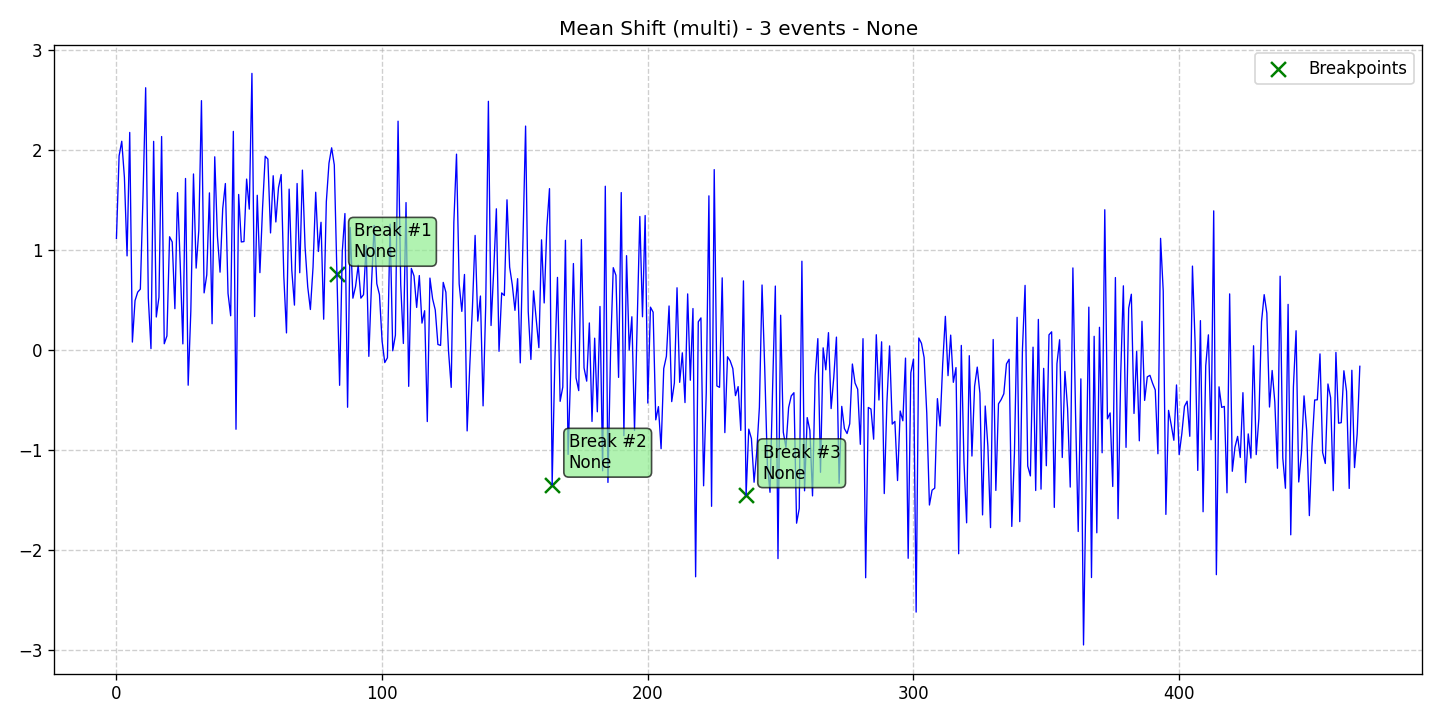 Mean Shift (multi) - 3 events - None
Breakpoints
3
2
1
0
−1
−2
−3
Break #1
None
Break #2
None
Break #3
None
0
100
200
300
400